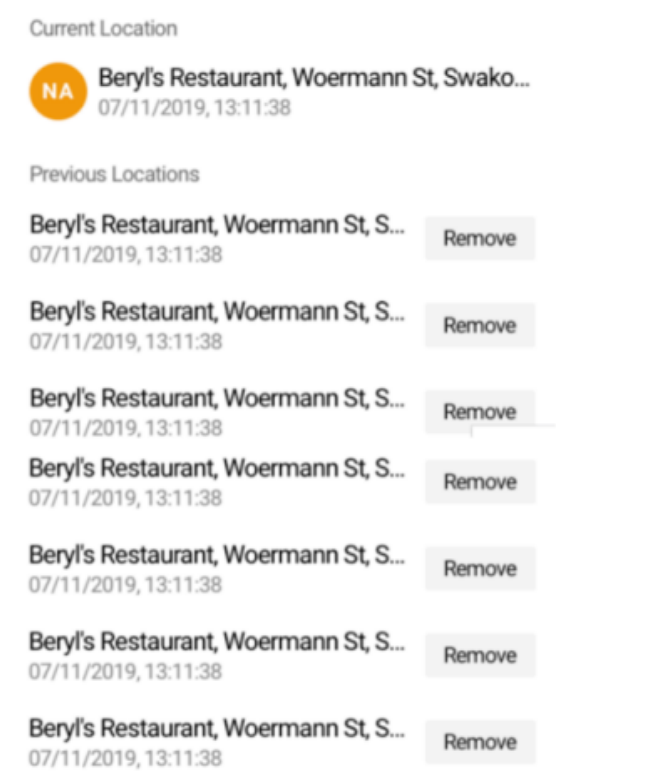 Current Location
NA
Beryl's Restaurant, Woermann St, Swako...
07/11/2019, 13:11:38
Previous Locations
Beryl's Restaurant, Woermann St, S...
Remove
07/11/2019, 13:11:38
Beryl's Restaurant, Woermann St, S...
Remove
07/11/2019, 13:11:38
Beryl's Restaurant, Woermann St, S...
Remove
07/11/2019, 13:11:38
Beryl's Restaurant, Woermann St, S...
Remove
07/11/2019, 13:11:38
Beryl's Restaurant, Woermann St, S...
Remove
07/11/2019, 13:11:38
Beryl's Restaurant, Woermann St, S...
Remove
07/11/2019, 13:11:38
Beryl's Restaurant, Woermann St, S...
Remove
07/11/2019, 13:11:38